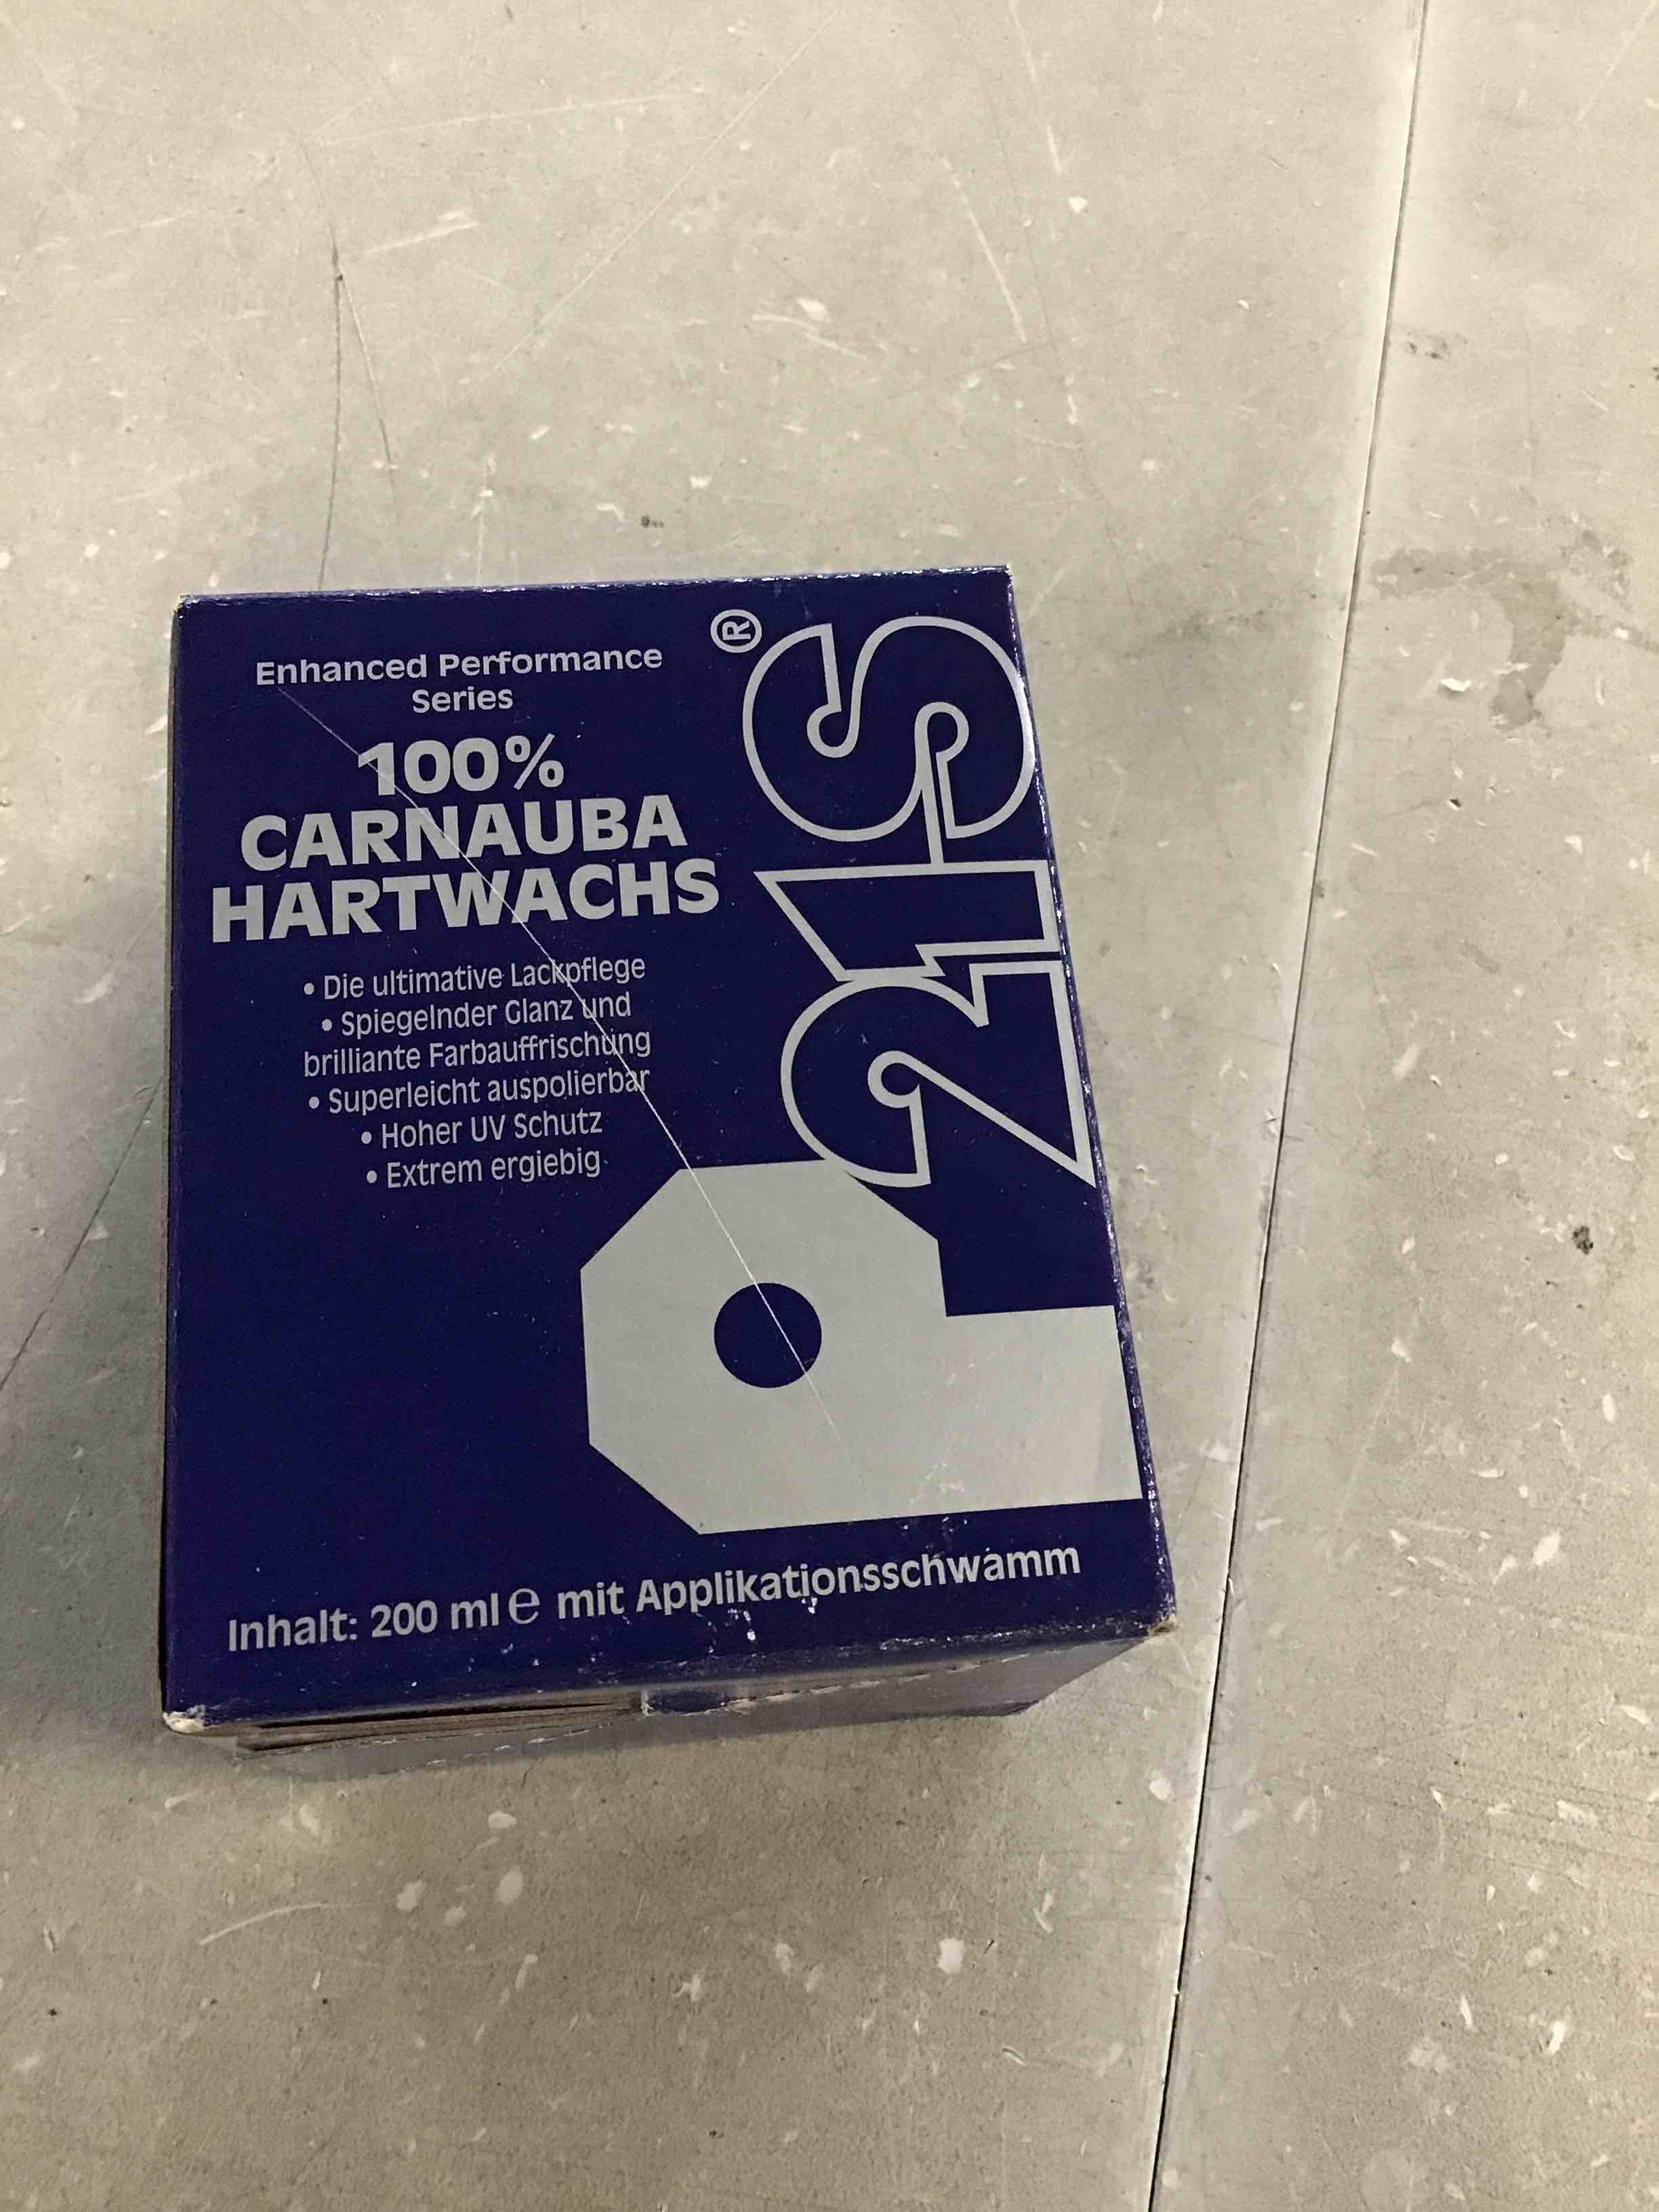 Enhanced Performance
Series
100%
CARNAUBA
HARTWACHS
• Die ultimative Lackpflege
• Spiegelnder Glanz und
brilliante Farbauffrischung
• Superleicht auspolierbar
• Hoher UV Schutz
• Extrem ergiebig
P21S®
Inhalt: 200 ml e mit Applikationsschwamm